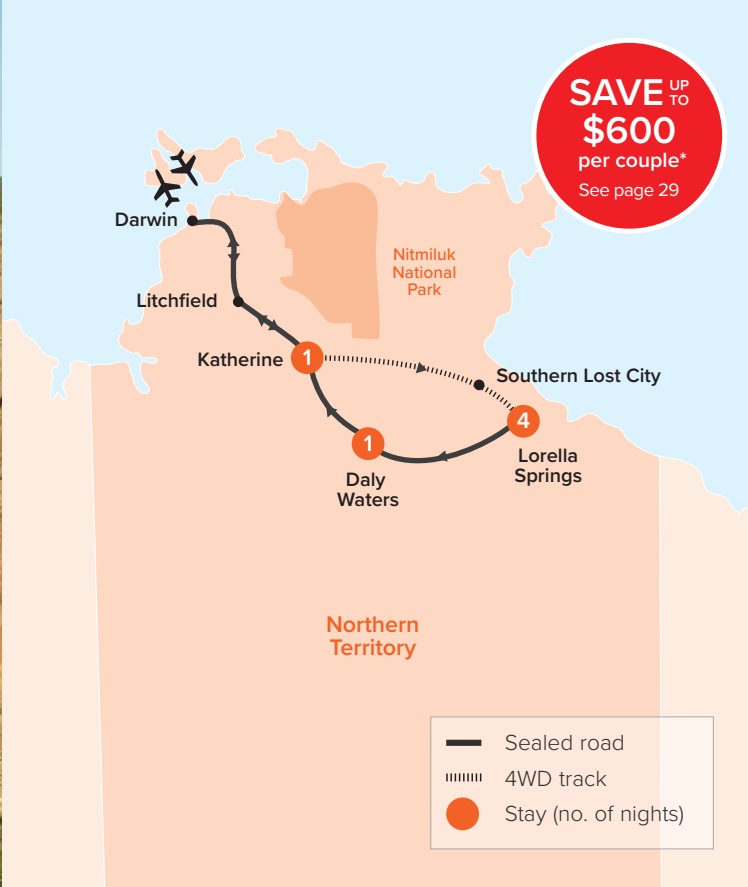 SAVE UP TO
$600
per couple*
See page 29
Darwin
Nitmiluk
National
Park
Litchfield
Katherine
1
Southern Lost City
4
1
Lorella
Springs
Daly
Waters
Northern
Territory
Sealed road
4WD track
Stay (no. of nights)